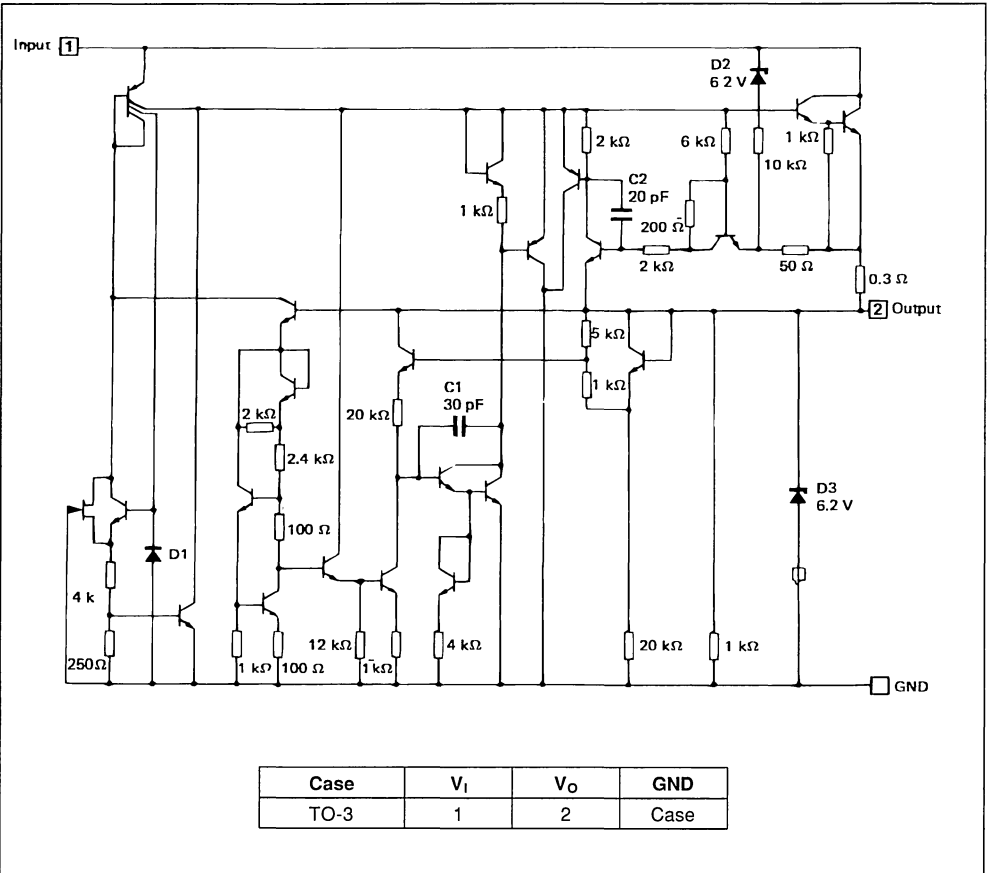 Input 1
D2
6 2 V
2 kΩ
6 kΩ
1 kΩ
10 kΩ
C2
20 pF
1 kΩ
200 Ω
2 kΩ
50 Ω
0.3 Ω
2 Output
5 kΩ
C1
30 pF
1 kΩ
2 kΩ
20 kΩ
2.4 kΩ
D3
6.2 V
100 Ω
D1
4 k
12 kΩ
4 kΩ
20 kΩ
1 kΩ
250Ω
1 kΩ
100 Ω
1 kΩ
GND
Case VI VO GND
TO-3 1 2 Case